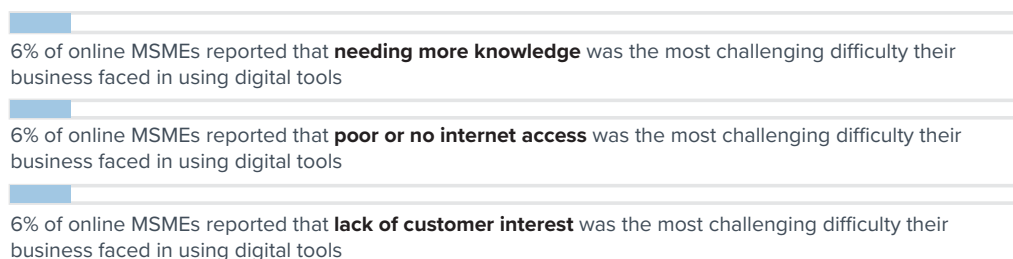 6% of online MSMEs reported that needing more knowledge was the most challenging difficulty their
business faced in using digital tools
6% of online MSMEs reported that poor or no internet access was the most challenging difficulty their
business faced in using digital tools
6% of online MSMEs reported that lack of customer interest was the most challenging difficulty their
business faced in using digital tools